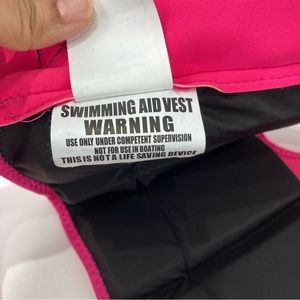 SWIMMING AID VEST
WARNING
USE ONLY UNDER COMPETENT SUPERVISION
NOT FOR USE IN BOATING
THIS IS NOT A LIFE SAVING DEVICE